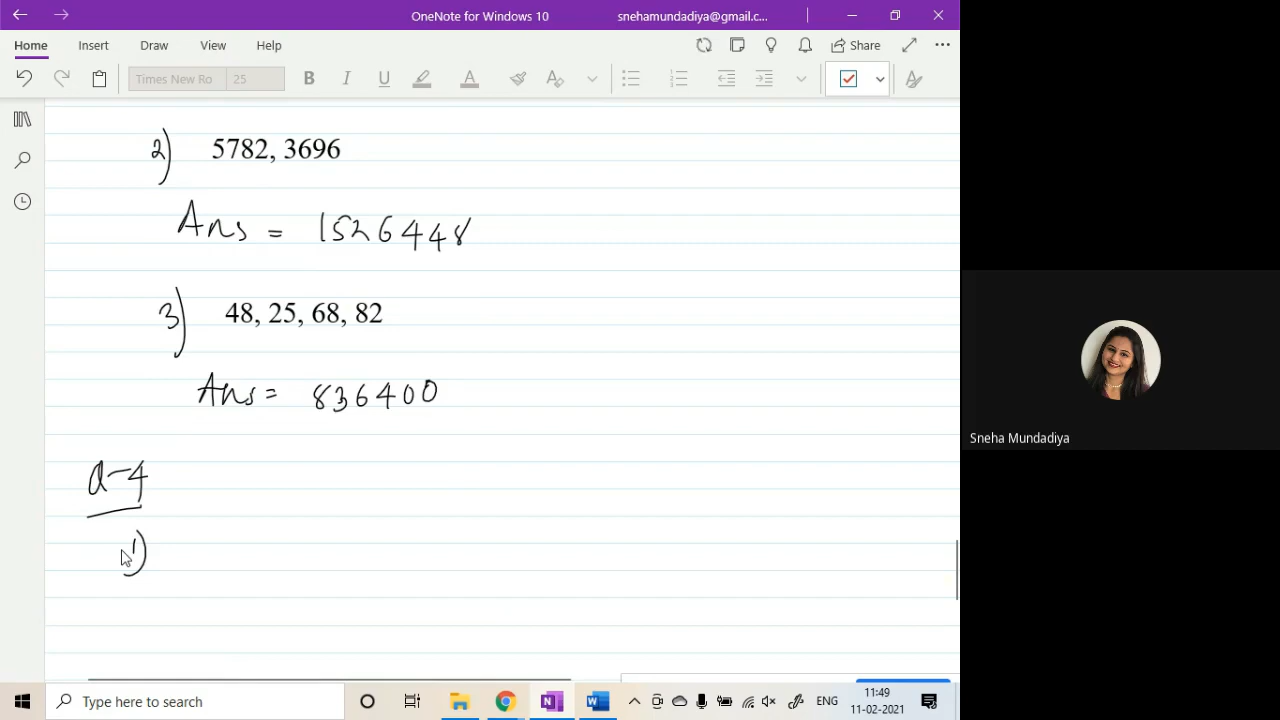 OneNote for Windows 10
snehamundadiya@gmail.c...
Home Insert Draw View Help
Share
Times New Ro 25
B I U A
2) 5782, 3696
Ans = 1526448
3) 48, 25, 68, 82
Ans = 836400
Q-4
1)
Sneha Mundadiya
Type here to search
ENG
11:49
11-02-2021